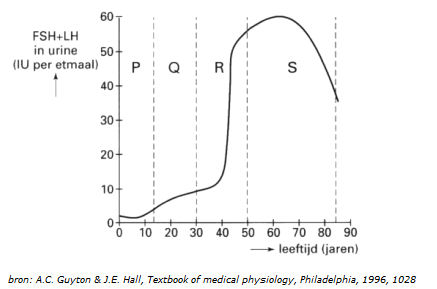 FSH+LH
in urine
(IU per etmaal)
60
50
40
30
20
10
0
P Q R S
0 10 20 30 40 50 60 70 80 90
leeftijd (jaren)
bron: A.C. Guyton & J.E. Hall, Textbook of medical physiology, Philadelphia, 1996, 1028